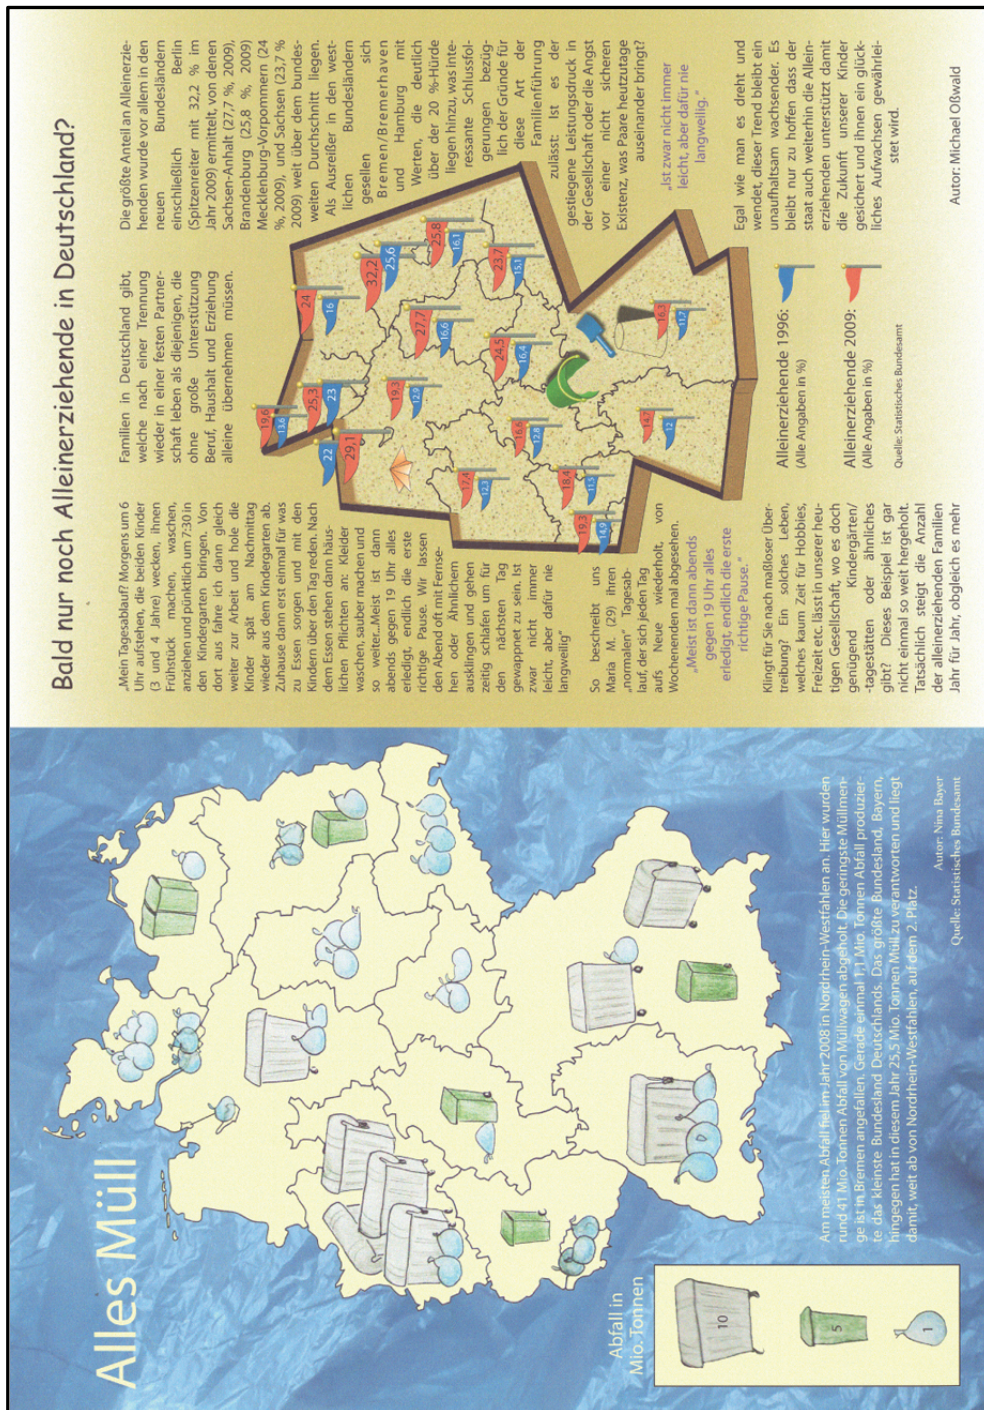 Alles Müll
Abfall in
Mio. Tonnen
10
5
1
Am meisten Abfall fiel im Jahr 2008 in Nordrhein-Westfahlen an. Hier wurden
rund 41 Mio. Tonnen Abfall von Müllwagen abgeholt. Die geringste Müllmen-
ge ist in Bremen angefallen. Gerade einmal 1,1 Mio. Tonnen Abfall produzier-
te das kleinste Bundesland Deutschlands. Das größte Bundesland, Bayern,
hingegen hat in diesem Jahr 25,5 Mio. Tonnen Müll zu verantworten und liegt
damit, weit ab von Nordrhein-Westfahlen, auf dem 2. Platz.
Autor: Nina Bayer
Quelle: Statistisches Bundesamt
Bald nur noch Alleinerziehende in Deutschland?
„Mein Tagesablauf? Morgens um 6
Uhr aufstehen, die beiden Kinder
(3 und 4 Jahre) wecken, ihnen
Frühstück machen, waschen,
anziehen und pünktlich um 7:30 in
den Kindergarten bringen. Von
dort aus fahre ich dann gleich
weiter zur Arbeit und hole die
Kinder spät am Nachmittag
wieder aus dem Kindergarten ab.
Zuhause dann erst einmal für was
zu Essen sorgen und mit den
Kindern über den Tag reden. Nach
dem Essen stehen dann die häus-
lichen Pflichten an: Kleider
waschen, sauber machen und
so weiter...Meist ist dann
abends gegen 19 Uhr alles
erledigt, endlich die erste
richtige Pause. Wir lassen
den Abend oft mit Fernse-
hen oder Ähnlichem
ausklingen und gehen
zeitig schlafen um für
den nächsten Tag
gewappnet zu sein. Ist
zwar nicht immer
leicht, aber dafür nie
langweilig"
So beschreibt uns
Maria M. (29) ihren
„normalen" Tagesab-
lauf, der sich jeden Tag
aufs Neue wiederholt,
Wochenenden mal abgesehen.
„Meist ist dann abends
gegen 19 Uhr alles
erledigt, endlich die erste
richtige Pause."
Klingt für Sie nach maßloser Über-
treibung? Ein solches Leben,
welches kaum Zeit für Hobbies,
Freizeit etc. lässt in unserer heu-
tigen Gesellschaft, wo es doch
genügend Kindergärten/
-tagestätten oder ähnliches
gibt? Dieses Beispiel ist gar
nicht einmal so weit hergeholt.
Tatsächlich steigt die Anzahl
der alleinerziehenden Familien
Jahr für Jahr, obgleich es mehr
Familien in Deutschland gibt,
welche nach einer Trennung
wieder in einer festen Partner-
schaft leben als diejenigen, die
ohne große Unterstützung
Beruf, Haushalt und Erziehung
alleine übernehmen müssen.
19,6
13,6
25,3
23
24
16
22
29,1
19,3
12,9
32,2
25,6
27,7
16,6
25,8
16,1
17,4
12,3
16,6
12,8
24,5
16,4
23,7
15,1
18,4
11,5
19,3
14,9
14,7
12
16,3
11,7
Alleinerziehende 1996:
(Alle Angaben in %)
Alleinerziehende 2009:
(Alle Angaben in %)
Quelle: Statistisches Bundesamt
Die größte Anteil an Alleinerzie-
henden wurde vor allem in den
neuen Bundesländern
einschließlich Berlin
(Spitzenreiter mit 32,2 % im
Jahr 2009) ermittelt, von denen
Sachsen-Anhalt (27,7 %, 2009),
Brandenburg (25,8 %, 2009)
Mecklenburg-Vorpommern (24
%, 2009), und Sachsen (23,7 %
2009) weit über dem bundes-
weiten Durchschnitt liegen.
Als Ausreißer in den west-
lichen Bundesländern
gesellen sich
Bremen/Bremerhaven
und Hamburg mit
Werten, die deutlich
über der 20 %-Hürde
liegen hinzu, was inte-
ressante Schlussfol-
gerungen bezüg-
lich der Gründe für
diese Art der
Familienführung
zulässt: Ist es der
gestiegene Leistungsdruck in
der Gesellschaft oder die Angst
vor einer nicht sicheren
Existenz, was Paare heutzutage
auseinander bringt?
„Ist zwar nicht immer
leicht, aber dafür nie
langweilig."
Egal wie man es dreht und
wendet, dieser Trend bleibt ein
unaufhaltsam wachsender. Es
bleibt nur zu hoffen dass der
staat auch weiterhin die Allein-
erziehenden unterstützt damit
die Zukunft unserer Kinder
gesichert und ihnen ein glück-
liches Aufwachsen gewährlei-
stet wird.
Autor: Michael Oßwald